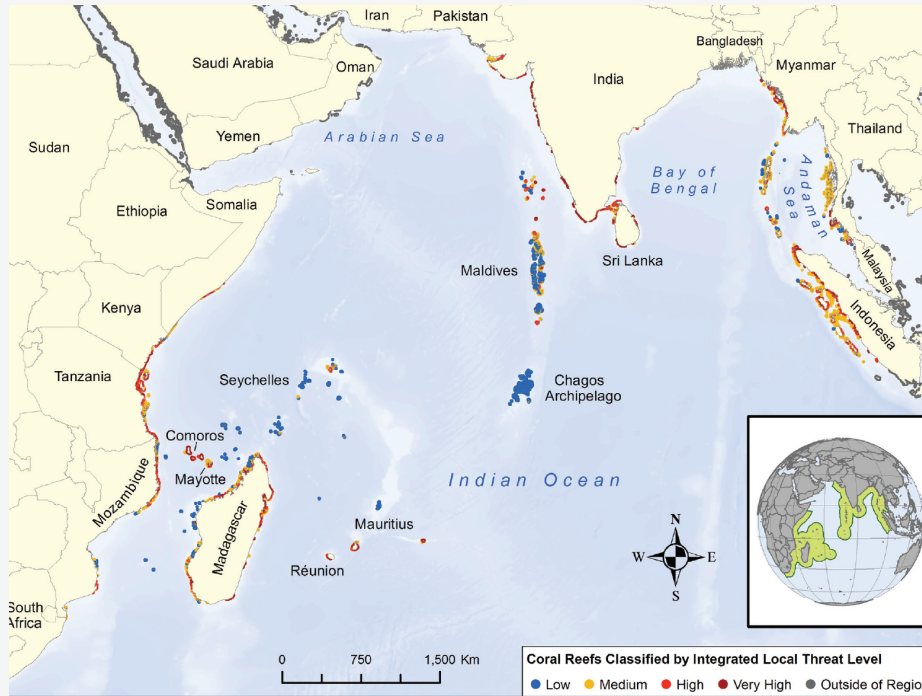 Iran
Pakistan
Saudi Arabia
Oman
Bangladesh
India
Myanmar
Yemen
Arabian Sea
Thailand
Sudan
Bay of
Bengal
Andaman
Sea
Ethiopia
Somalia
Sri Lanka
Maldives
Malaysia
Kenya
Indonesia
Tanzania
Seychelles
Chagos
Archipelago
Comoros
Mayotte
Mozambique
Indian Ocean
Madagascar
Mauritius
Réunion
N
W
E
S
South
Africa
0
750
1,500 Km
Coral Reefs Classified by Integrated Local Threat Level
Low
Medium
High
Very High
Outside of Regio